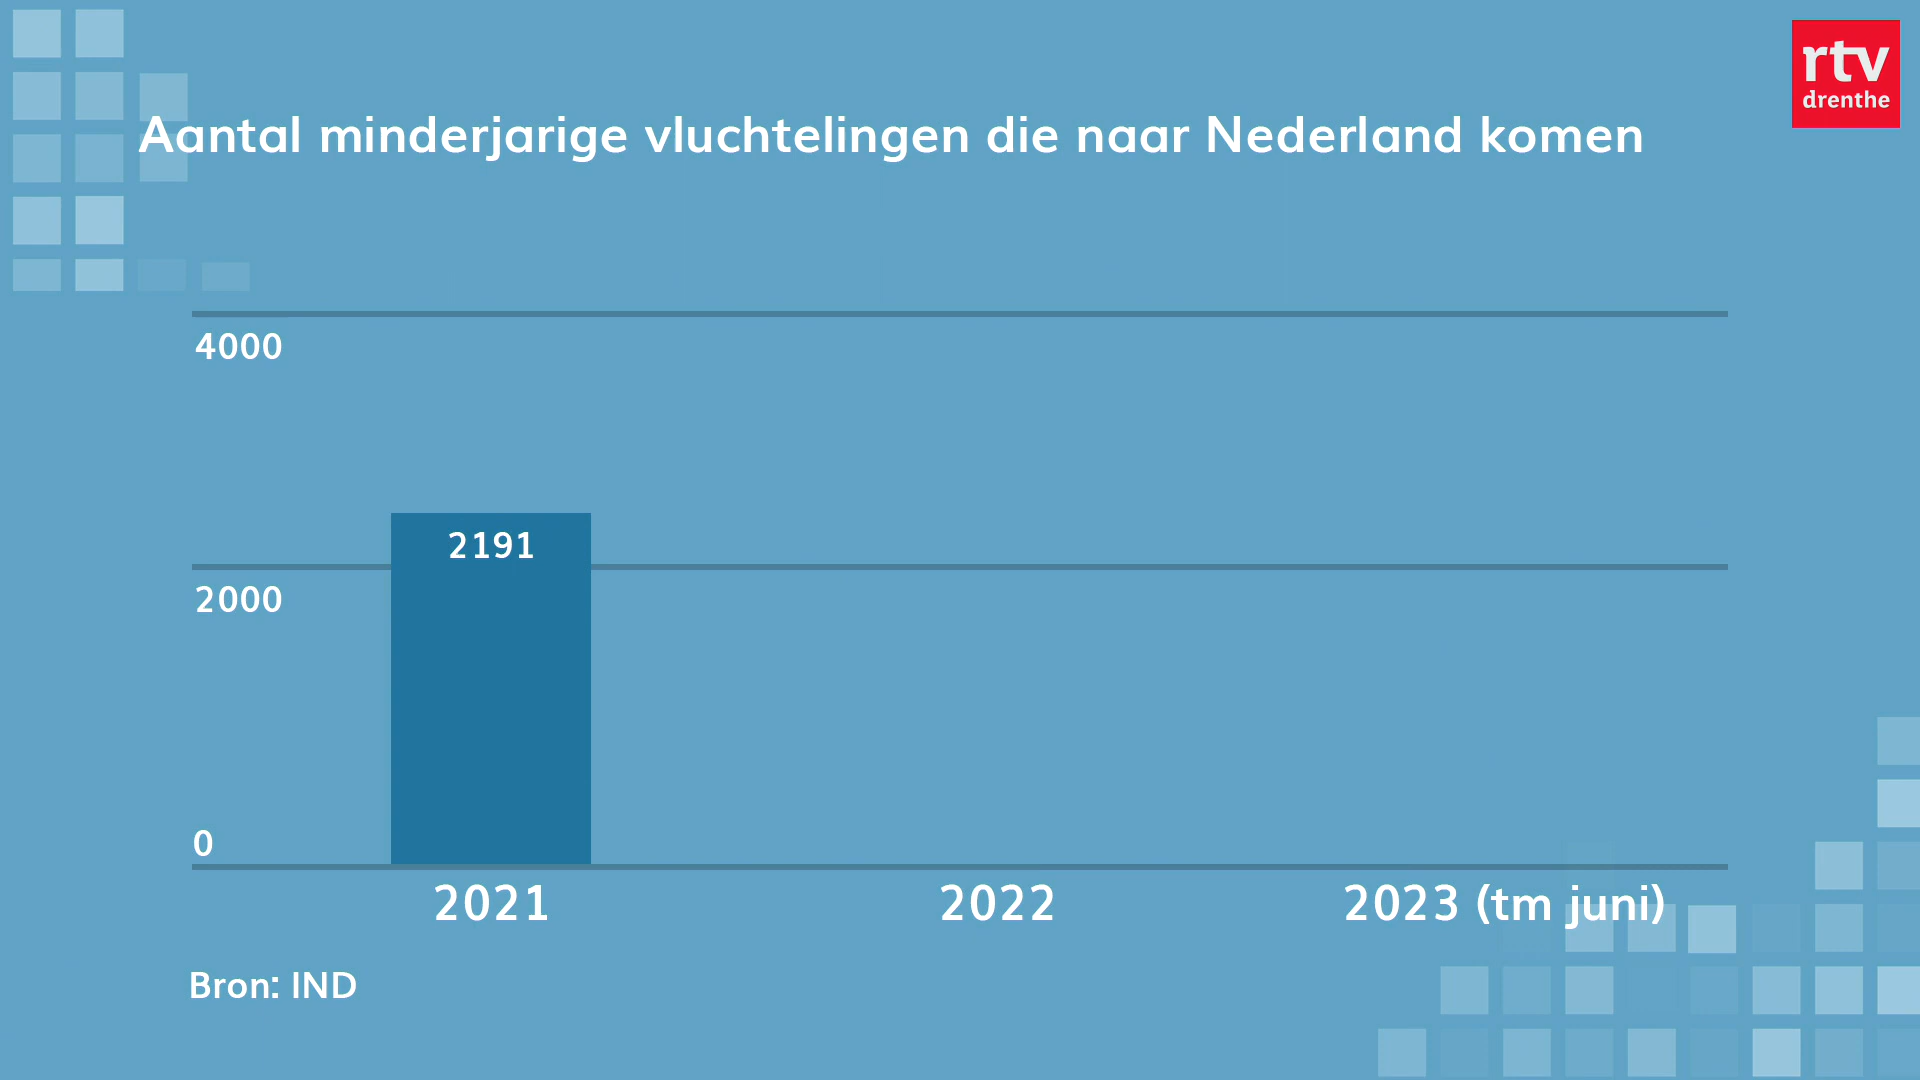 rtv
drenthe
Aantal minderjarige vluchtelingen die naar Nederland komen
4000
2191
2000
0
2021
2022
2023 (tm juni)
Bron: IND